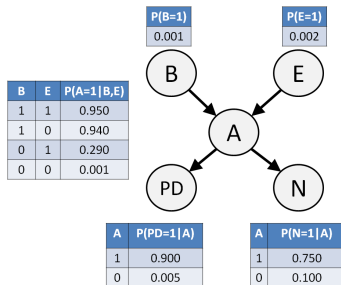 P(B=1)
0.001
P(E=1)
0.002
B
E
B E P(A=1|B,E)
1 1 0.950
1 0 0.940
0 1 0.290
0 0 0.001
A
PD
N
A P(PD=1|A)
1 0.900
0 0.005
A P(N=1|A)
1 0.750
0 0.100